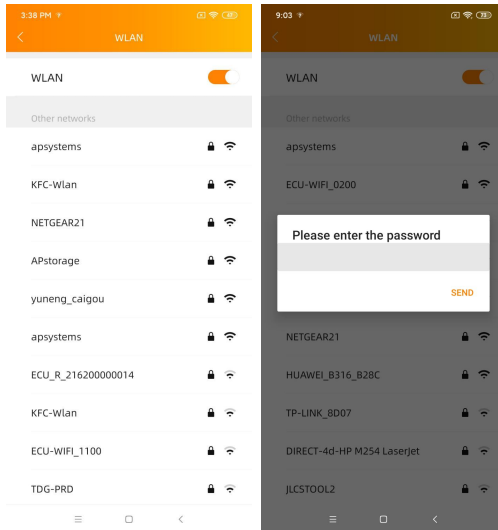 3:38 PM
67
WLAN
WLAN
Other networks
apsystems
KFC-Wlan
NETGEAR21
APstorage
yuneng_caigou
apsystems
ECU_R_216200000014
KFC-Wlan
ECU-WIFI_1100
TDG-PRD
9:03
73
WLAN
WLAN
Other networks
apsystems
ECU-WIFI_0200
Please enter the password
SEND
NETGEAR21
HUAWEI_B316_B28C
TP-LINK_8D07
DIRECT-4d-HP M254 LaserJet
JLCSTOOL2